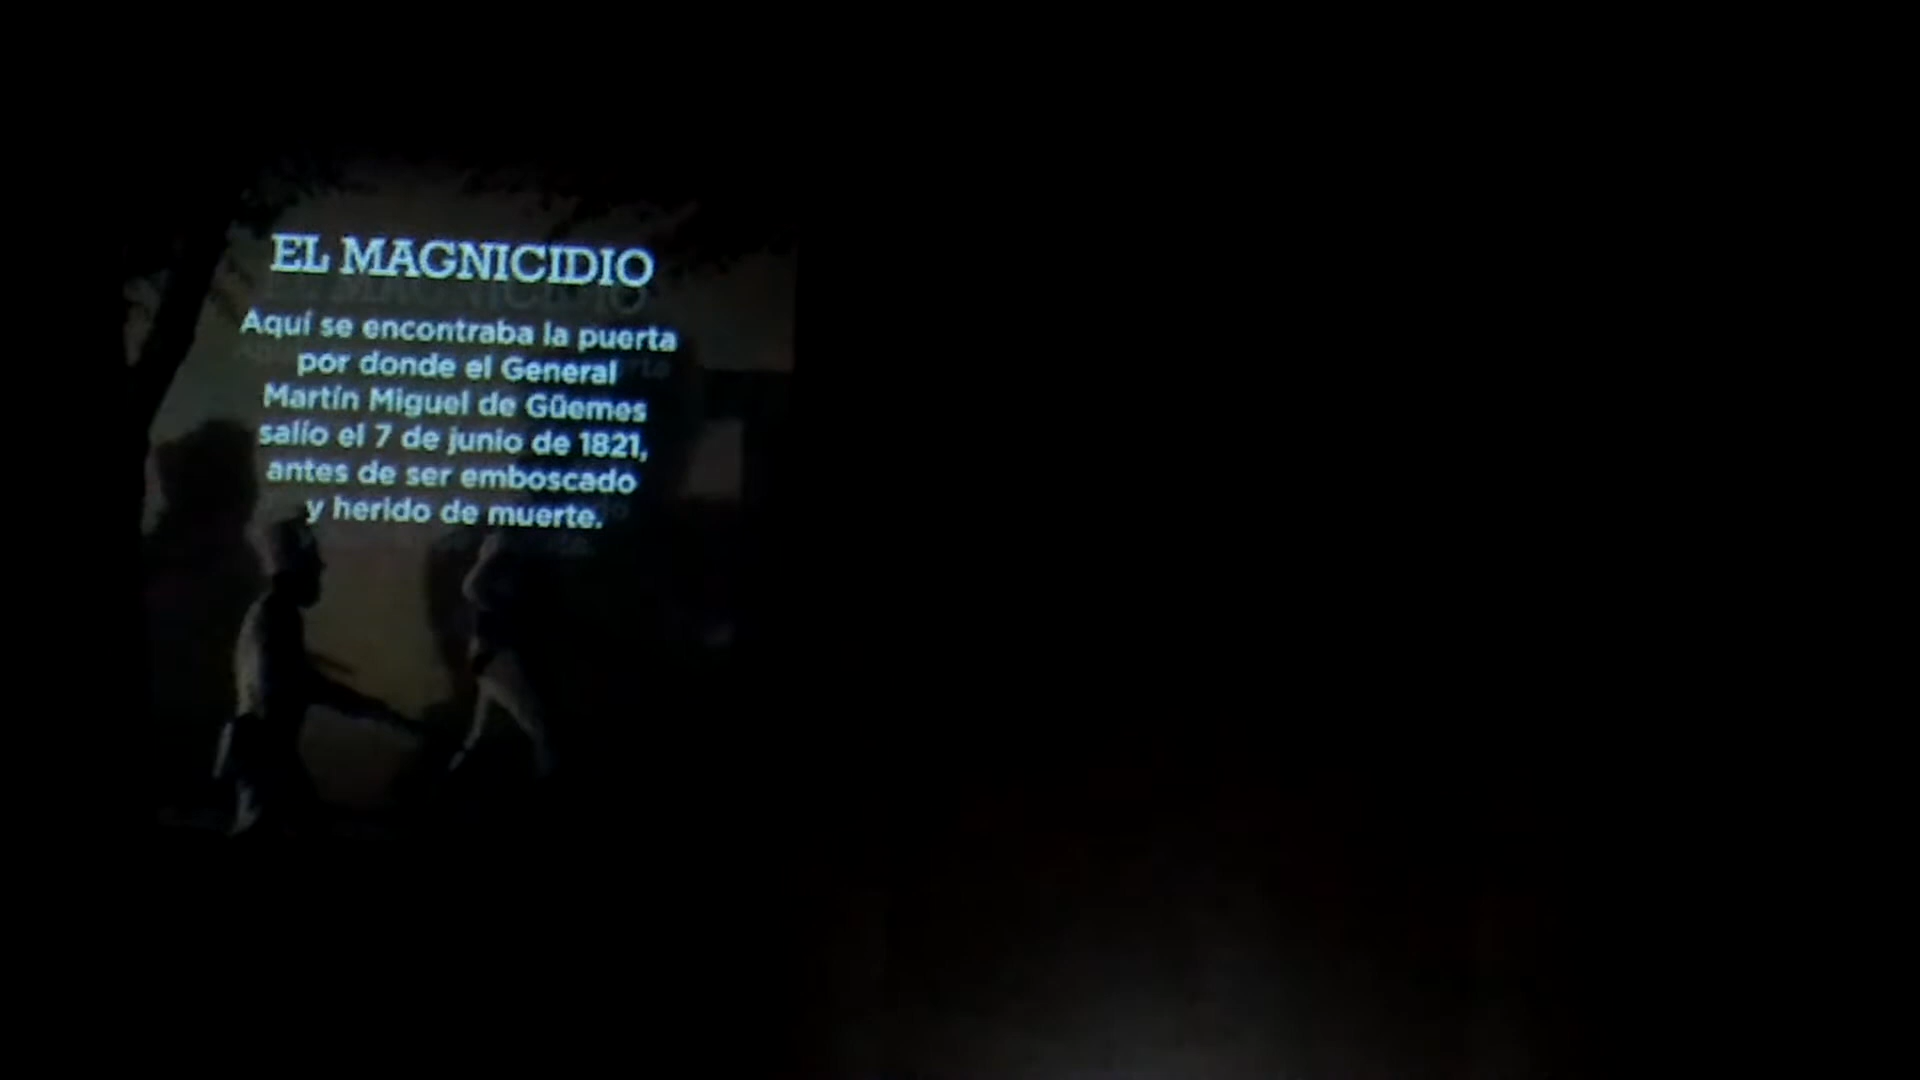 EL MAGNICIDIO
Aquí se encontraba la puerta
por donde el General
Martín Miguel de Güemes
salío el 7 de junio de 1821,
antes de ser emboscado
y herido de muerte.